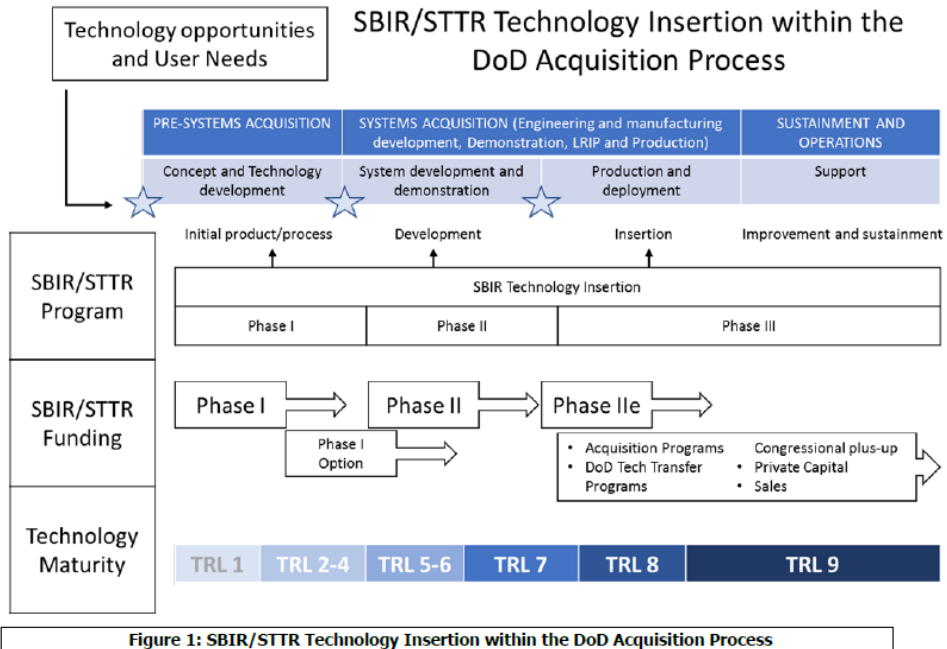 Technology opportunities
and User Needs
SBIR/STTR Technology Insertion within the
DoD Acquisition Process
PRE-SYSTEMS ACQUISITION
SYSTEMS ACQUISITION (Engineering and manufacturing
development, Demonstration, LRIP and Production)
SUSTAINMENT AND
OPERATIONS
Concept and Technology
development
System development and
demonstration
Production and
deployment
Support
Initial product/process
Development
Insertion
Improvement and sustainment
SBIR/STTR
Program
SBIR Technology Insertion
Phase I
Phase II
Phase III
SBIR/STTR
Funding
Phase I
Phase II
Phase IIe
Phase I
Option
• Acquisition Programs
• DoD Tech Transfer
Programs
Congressional plus-up
• Private Capital
• Sales
Technology
Maturity
TRL 1
TRL 2-4
TRL 5-6
TRL 7
TRL 8
TRL 9
Figure 1: SBIR/STTR Technology Insertion within the DoD Acquisition Process